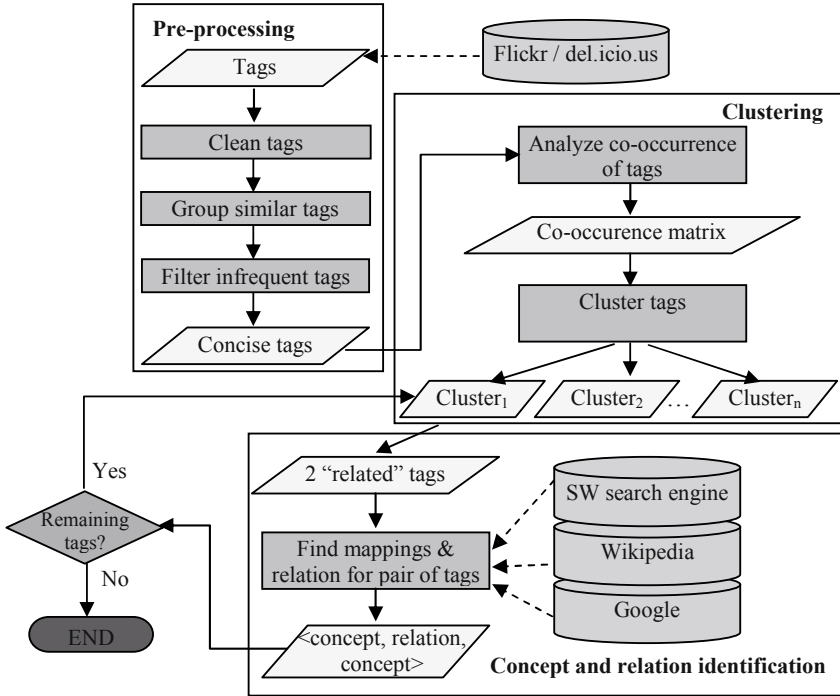 Pre-processing
Tags
Flickr / del.icio.us
Clean tags
Group similar tags
Filter infrequent tags
Concise tags
Clustering
Analyze co-occurrence
of tags
Co-occurence matrix
Cluster tags
Cluster1
Cluster2
...
Clustern
2 “related” tags
Find mappings &
relation for pair of tags
<concept, relation,
concept>
SW search engine
Wikipedia
Google
Concept and relation identification
Yes
Remaining
tags?
No
END